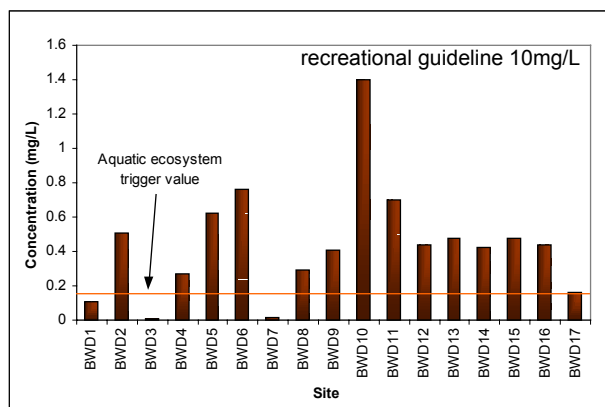 recreational guideline 10mg/L
1.6
1.4
1.2
1
0.8
0.6
0.4
0.2
0
Concentration (mg/L)
Aquatic ecosystem
trigger value
BWD1
BWD2
BWD3
BWD4
BWD5
BWD6
BWD7
BWD8
BWD9
BWD10
BWD11
BWD12
BWD13
BWD14
BWD15
BWD16
BWD17
Site